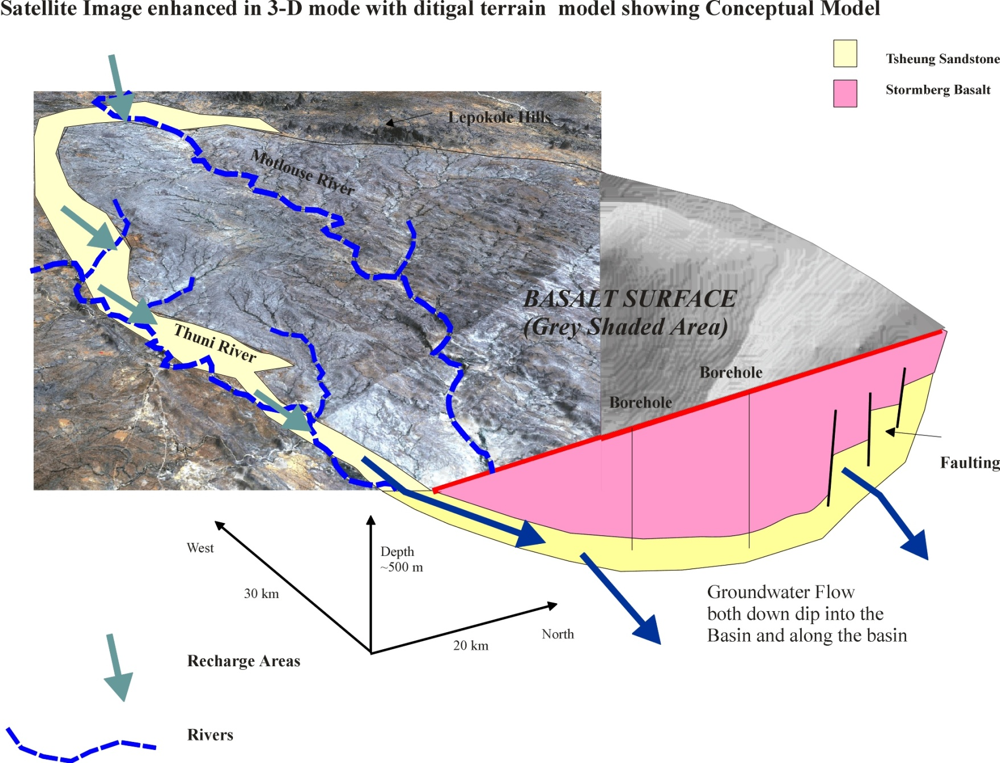 Satellite Image enhanced in 3-D mode with ditigal terrain  model showing Conceptual Model
Tsheung Sandstone
Stormberg Basalt
Lepokole Hills
Motlouse River
BASALT SURFACE
(Grey Shaded Area)
Thuni River
Borehole
Borehole
Faulting
West
Depth
~500 m
30 km
North
20 km
Groundwater Flow
both down dip into the
Basin and along the basin
Recharge Areas
Rivers